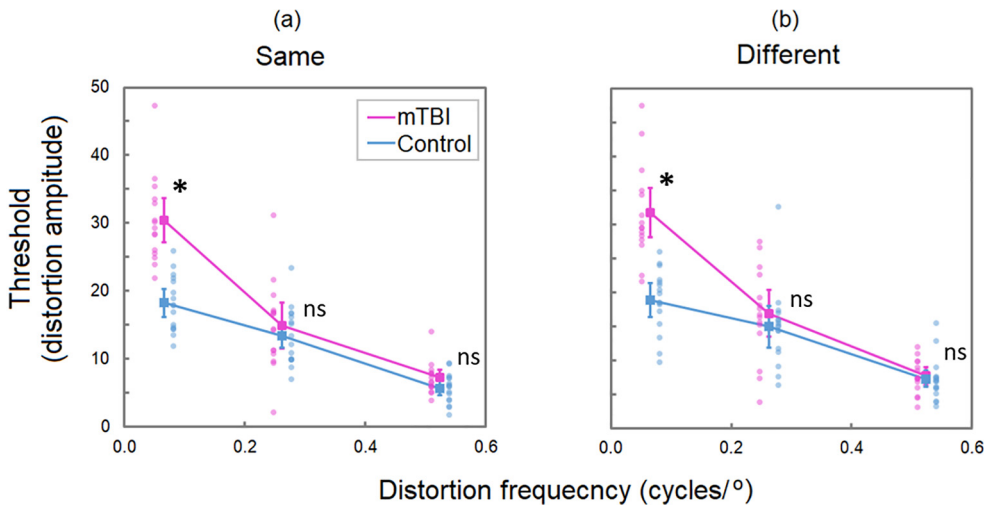 (a)
Same
(b)
Different
Threshold
(distortion ampitude)
50
40
30
20
10
0
mTBI
Control
*
ns
ns
*
ns
ns
0.0
0.2
0.4
0.6
0.0
0.2
0.4
0.6
Distortion frequecncy (cycles/°)